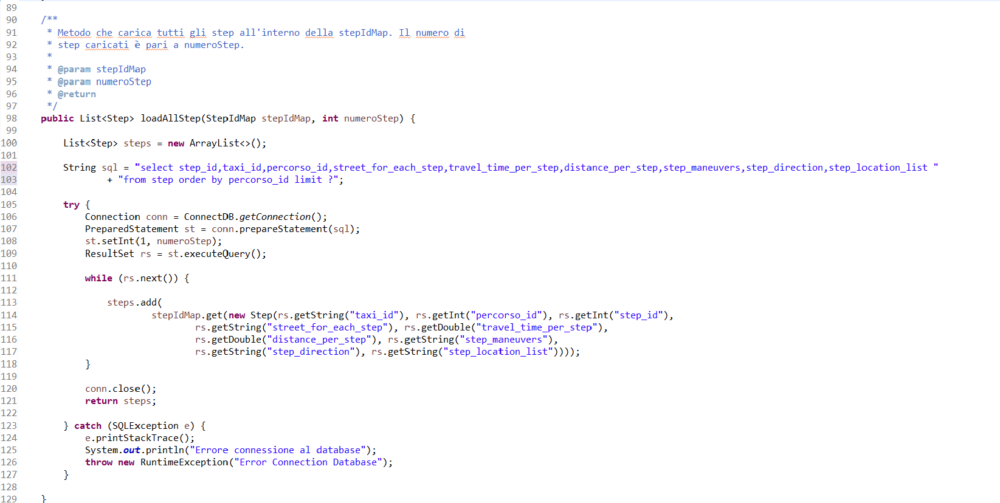 89
90 /**
91 * Metodo che carica tutti gli step all'interno della stepIdMap. Il numero di
92 * step caricati è pari a numeroStep.
93 *
94 * @param stepIdMap
95 * @param numeroStep
96 * @return
97 */
98 public List<Step> loadAllStep(StepIdMap stepIdMap, int numeroStep) {
99
100 List<Step> steps = new ArrayList<>();
101
102 String sql = "select step_id,taxi_id,percorso_id,street_for_each_step,travel_time_per_step,distance_per_step,step_maneuvers,step_direction,step_location_list "
103 + "from step order by percorso_id limit ?";
104
105 try {
106 Connection conn = ConnectDB.getConnection();
107 PreparedStatement st = conn.prepareStatement(sql);
108 st.setInt(1, numeroStep);
109 ResultSet rs = st.executeQuery();
110
111 while (rs.next()) {
112
113 steps.add(
114 stepIdMap.get(new Step(rs.getString("taxi_id"), rs.getInt("percorso_id"), rs.getInt("step_id"),
115 rs.getString("street_for_each_step"), rs.getDouble("travel_time_per_step"),
116 rs.getDouble("distance_per_step"), rs.getString("step_maneuvers"),
117 rs.getString("step_direction"), rs.getString("step_location_list"))));
118 }
119
120 conn.close();
121 return steps;
122
123 } catch (SQLException e) {
124 e.printStackTrace();
125 System.out.println("Errore connessione al database");
126 throw new RuntimeException("Error Connection Database");
127 }
128
129 }